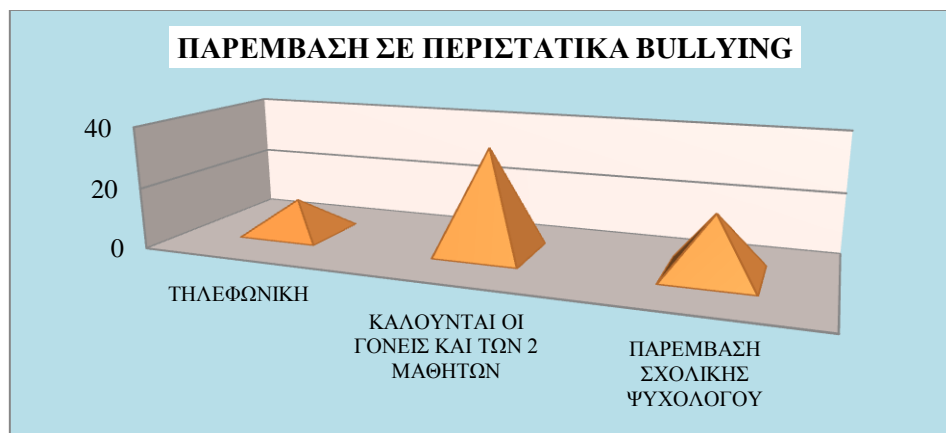 ΠΑΡΕΜΒΑΣΗ ΣΕ ΠΕΡΙΣΤΑΤΙΚΑ BULLYING
40
20
0
ΤΗΛΕΦΩΝΙΚΗ
ΚΑΛΟΥΝΤΑΙ ΟΙ
ΓΟΝΕΙΣ ΚΑΙ ΤΩΝ 2
ΜΑΘΗΤΩΝ
ΠΑΡΕΜΒΑΣΗ
ΣΧΟΛΙΚΗΣ
ΨΥΧΟΛΟΓΟΥ